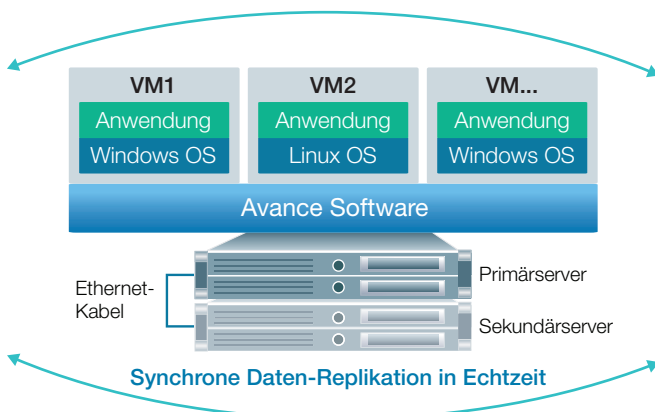 VM1
Anwendung
Windows OS
VM2
Anwendung
Linux OS
VM...
Anwendung
Windows OS
Avance Software
Ethernet-
Kabel
Primärserver
Sekundärserver
Synchrone Daten-Replikation in Echtzeit